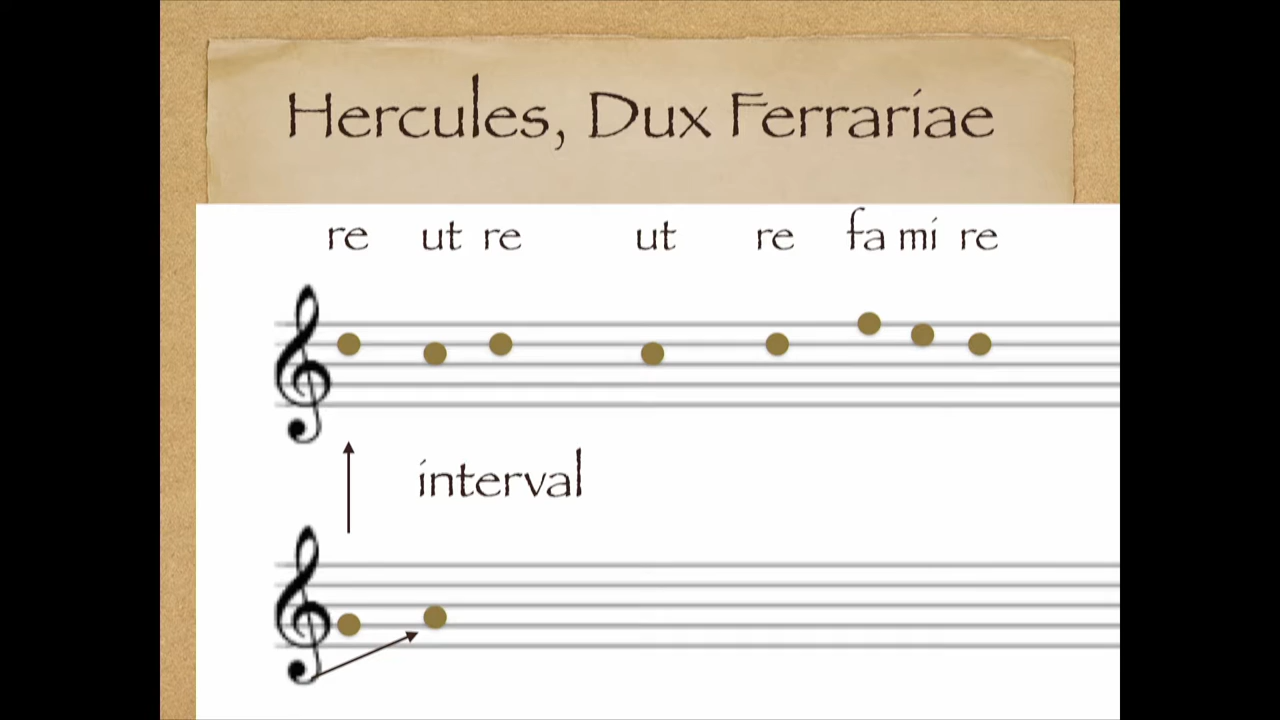 Hercules, Dux Ferrariae
re ut re ut re fa mi re
interval